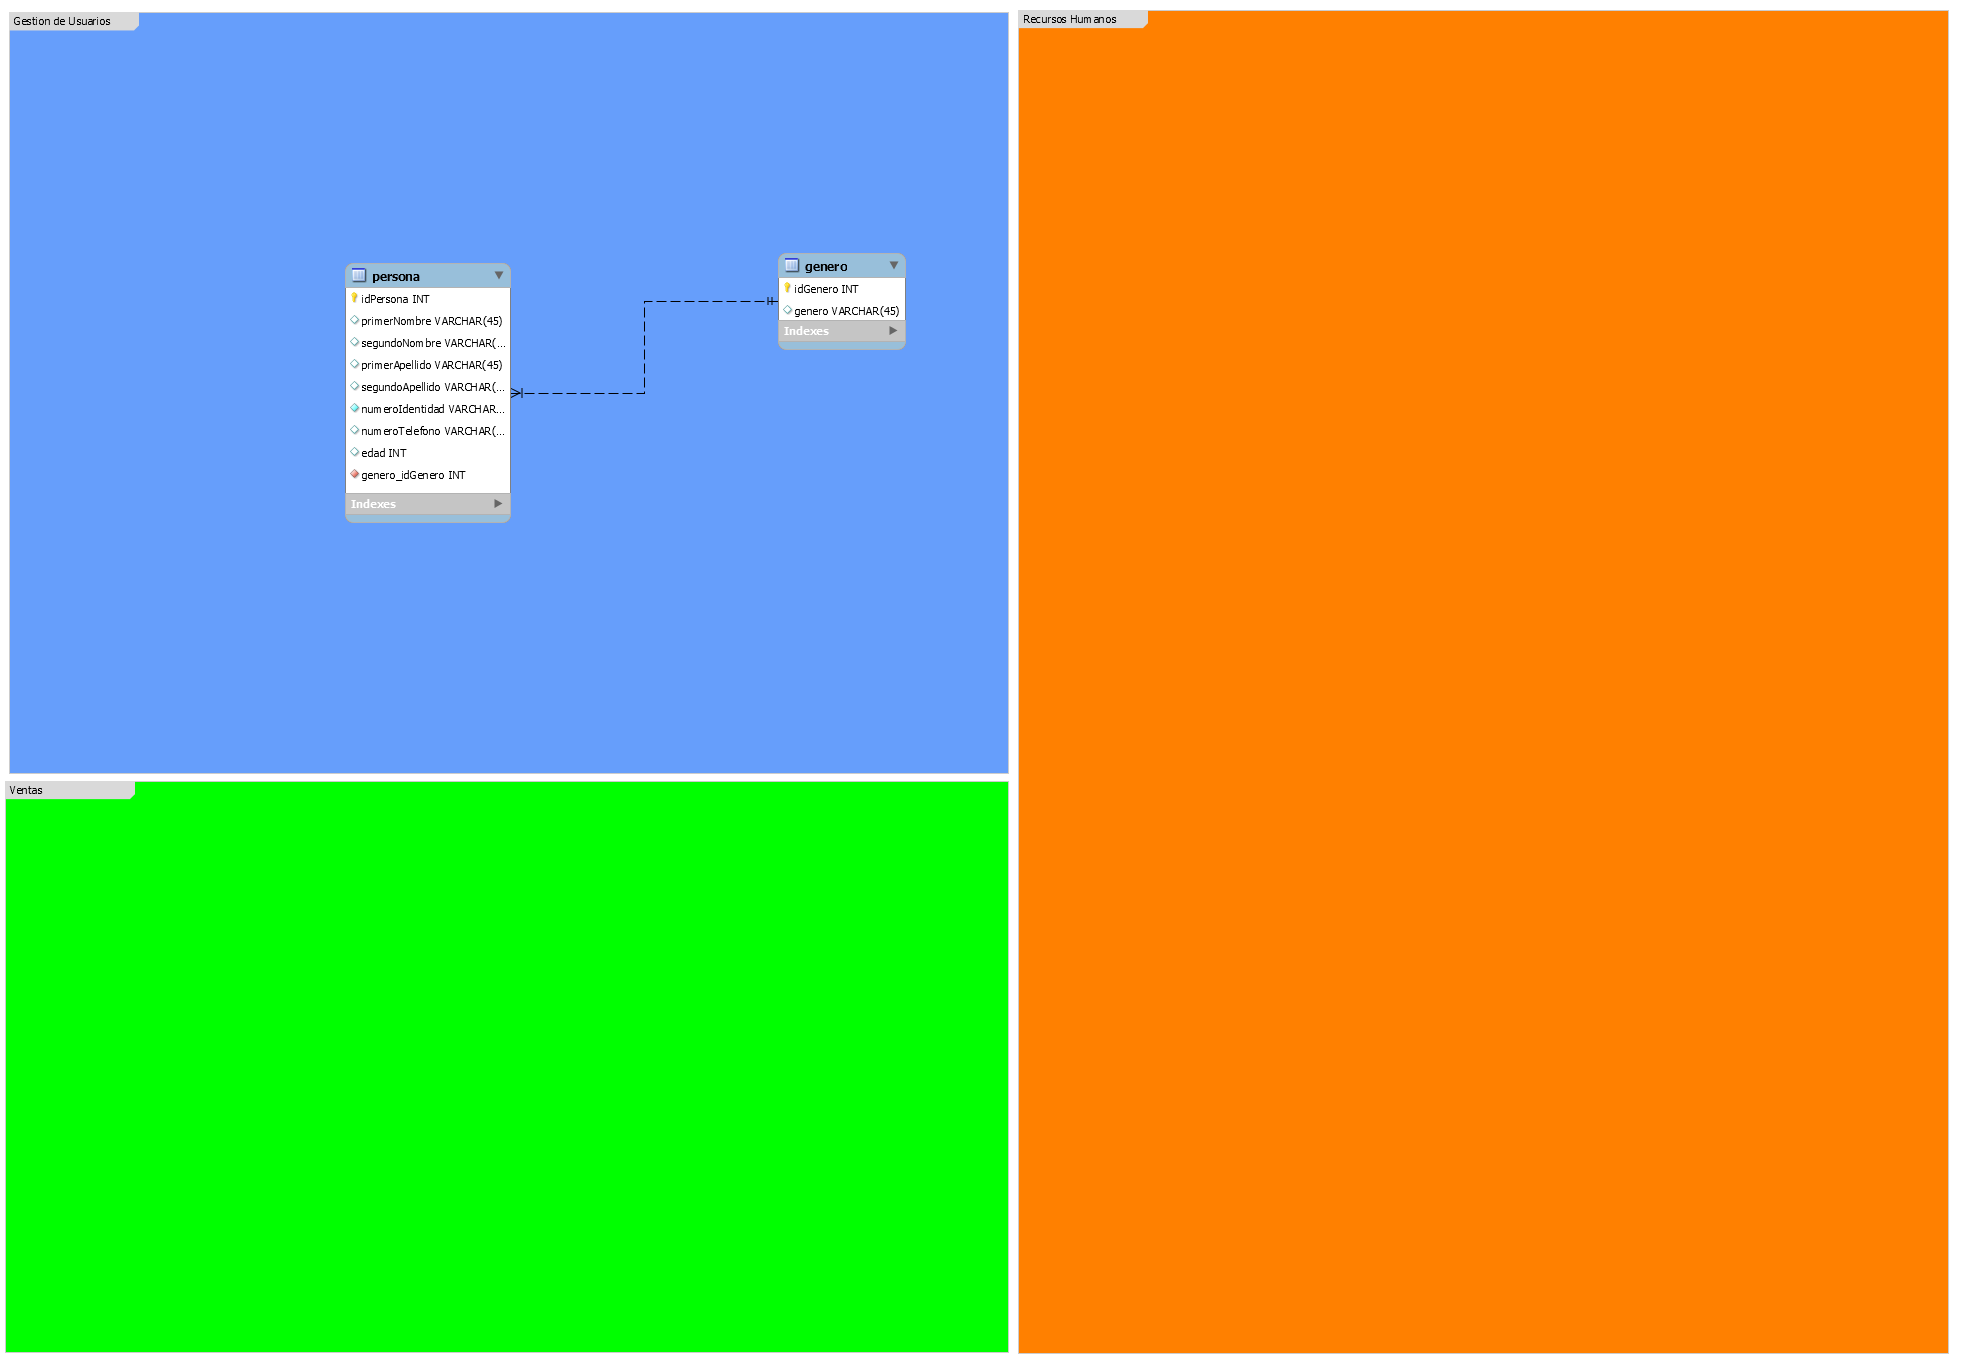 Gestion de Usuarios
persona
idPersona INT
primerNombre VARCHAR(45)
segundoNombre VARCHAR(...
primerApellido VARCHAR(45)
segundoApellido VARCHAR(...
numeroIdentidad VARCHAR...
numeroTelefono VARCHAR(...
edad INT
genero_idGenero INT
Indexes
genero
idGenero INT
genero VARCHAR(45)
Indexes
Recursos Humanos
Ventas